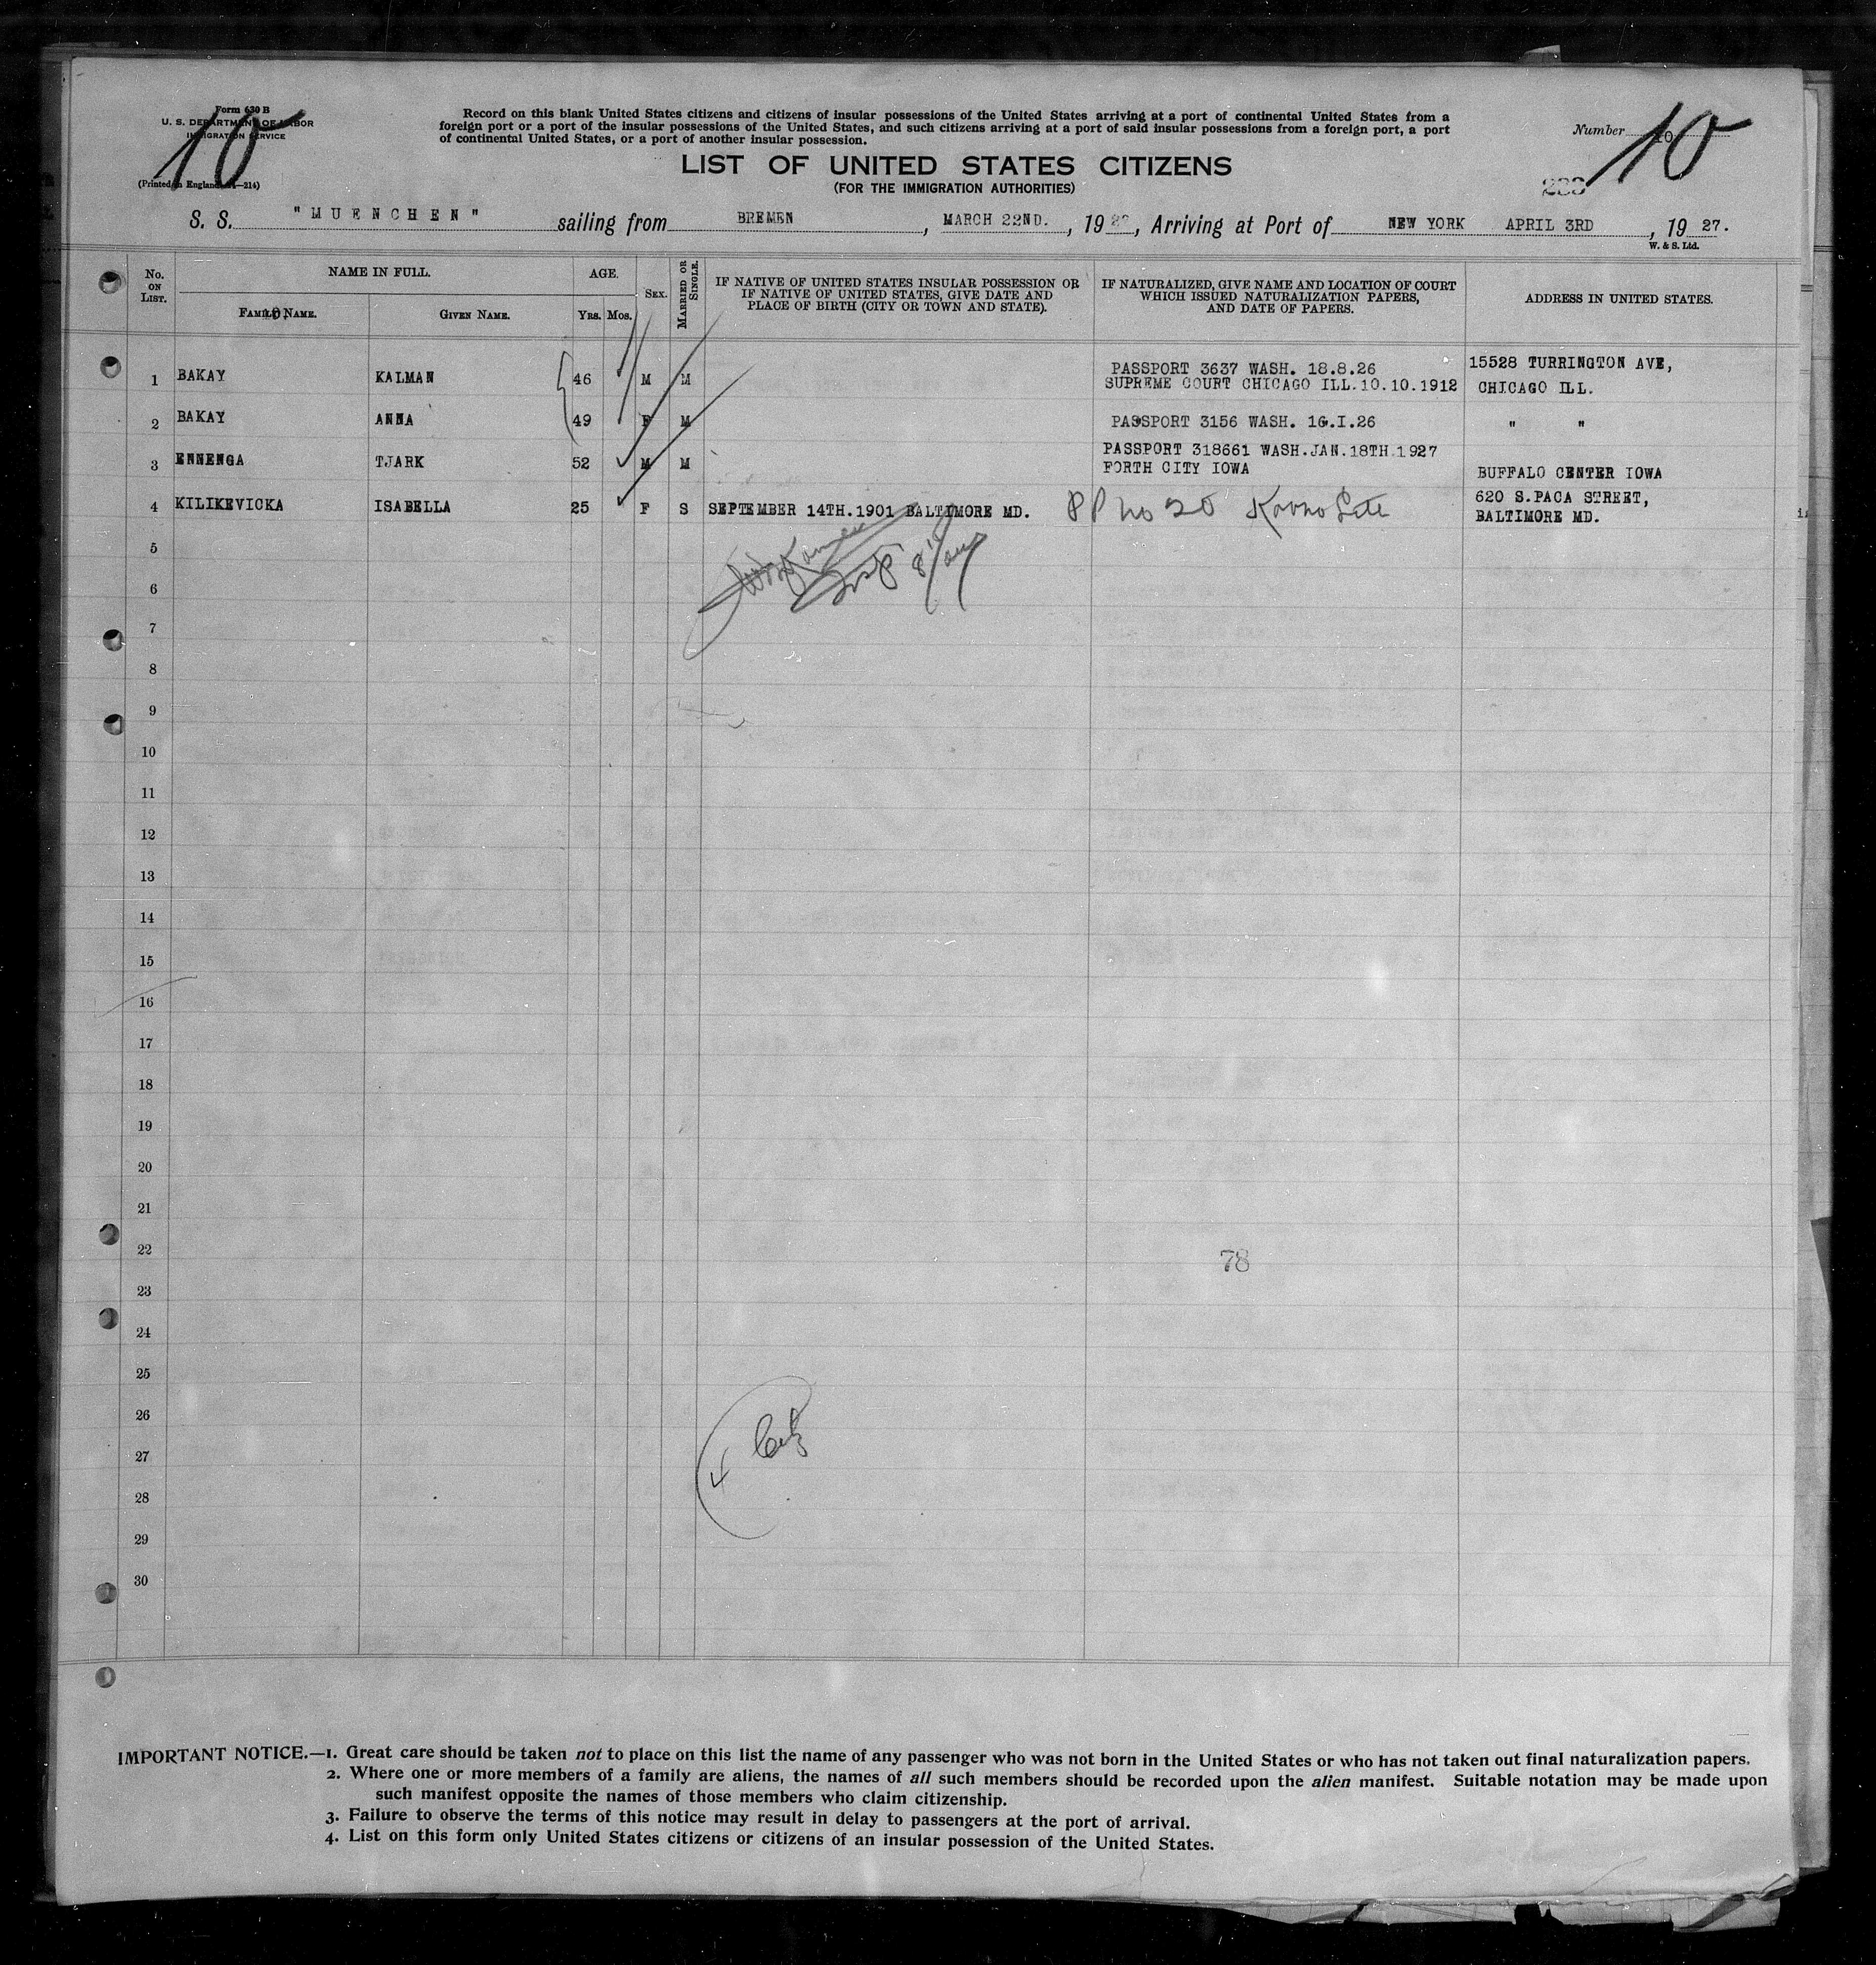 Form 630 B
U. S. DEPARTMENT OF LABOR
IMMIGRATION SERVICE
(Printed in England —214)
10
Record on this blank United States citizens and citizens of insular possessions of the United States arriving at a port of continental United States from a
foreign port or a port of the insular possessions of the United States, and such citizens arriving at a port of said insular possessions from a foreign port, a port
of continental United States, or a port of another insular possession.
Number 10
10
LIST OF UNITED STATES CITIZENS
(FOR THE IMMIGRATION AUTHORITIES)
S. S. "MUENCHEN" sailing from BREMEN, MARCH 22ND., 19, Arriving at Port of NEW YORK APRIL 3RD, 19 27.
W. & S. Ltd.
No. ON LIST.
NAME IN FULL.
FAMILY NAME.
GIVEN NAME.
AGE.
Yrs. Mos.
SEX.
MARRIED OR SINGLE.
IF NATIVE OF UNITED STATES INSULAR POSSESSION OR
IF NATIVE OF UNITED STATES, GIVE DATE AND
PLACE OF BIRTH (CITY OR TOWN AND STATE).
IF NATURALIZED, GIVE NAME AND LOCATION OF COURT
WHICH ISSUED NATURALIZATION PAPERS,
AND DATE OF PAPERS.
ADDRESS IN UNITED STATES.
1 BAKAY KALMAN 46 M M PASSPORT 3637 WASH. 18.8.26 15528 TURRINGTON AVE,
SUPREME COURT CHICAGO ILL.10.10.1912 CHICAGO ILL.
2 BAKAY ANNA 49 F M PASSPORT 3156 WASH. 16.I.26 " "
3 ENNENGA TJARK 52 M M PASSPORT 318661 WASH.JAN.18TH.1927
FORTH CITY IOWA BUFFALO CENTER IOWA
4 KILIKEVICKA ISABELLA 25 F S SEPTEMBER 14TH.1901 BALTIMORE MD. PP no 20 Kovno 620 S.PACA STREET,
BALTIMORE MD.
5
6
7
8
9
10
11
12
13
14
15
16
17
18
19
20
21
22
78
23
24
25
26
27
4
28
29
30
IMPORTANT NOTICE.—1. Great care should be taken not to place on this list the name of any passenger who was not born in the United States or who has not taken out final naturalization papers.
2. Where one or more members of a family are aliens, the names of all such members should be recorded upon the alien manifest. Suitable notation may be made upon
such manifest opposite the names of those members who claim citizenship.
3. Failure to observe the terms of this notice may result in delay to passengers at the port of arrival.
4. List on this form only United States citizens or citizens of an insular possession of the United States.